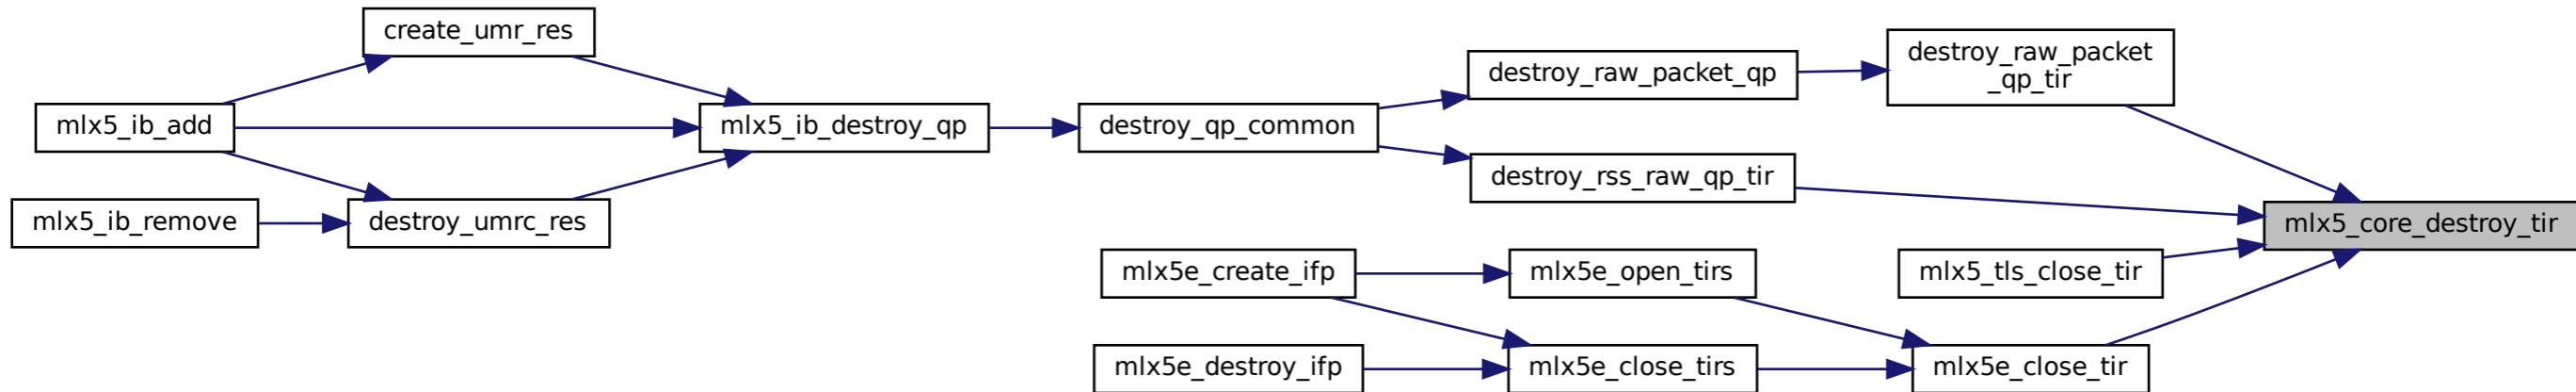 create_umr_res
mlx5_ib_add
mlx5_ib_remove
destroy_umrc_res
mlx5_ib_destroy_qp
destroy_qp_common
destroy_raw_packet_qp
destroy_rss_raw_qp_tir
destroy_raw_packet
_qp_tir
mlx5_core_destroy_tir
mlx5_tls_close_tir
mlx5e_create_ifp
mlx5e_open_tirs
mlx5e_destroy_ifp
mlx5e_close_tirs
mlx5e_close_tir